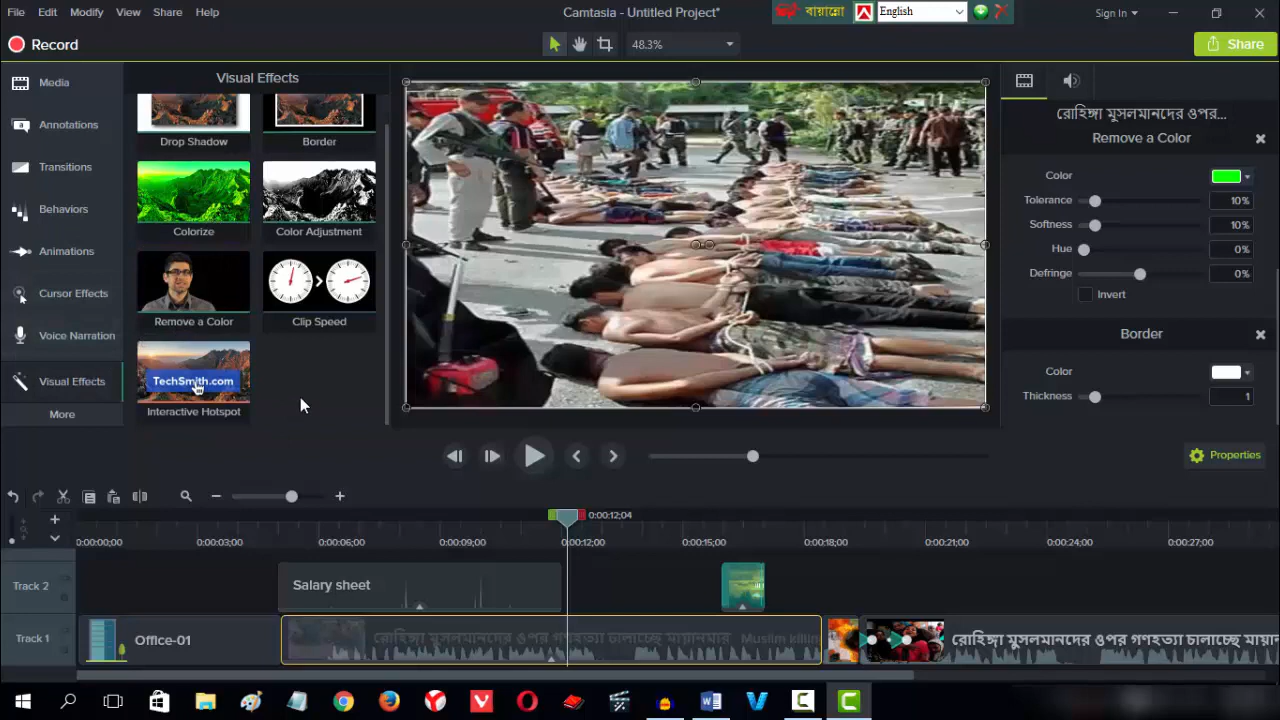 File Edit Modify View Share Help
Camtasia - Untitled Project*
বায়ান্নো English
Sign In
Record
48.3%
Share
Media
Annotations
Transitions
Behaviors
Animations
Cursor Effects
Voice Narration
Visual Effects
More
Visual Effects
Drop Shadow Border
Colorize Color Adjustment
Remove a Color Clip Speed
TechSmith.com
Interactive Hotspot
রোহিঙ্গা মুসলমানদের ওপর...
Remove a Color
Color
Tolerance 10%
Softness 10%
Hue 0%
Defringe 0%
Invert
Border
Color
Thickness 1
Properties
0:00:12;04
0:00:00;00 0:00:03;00 0:00:06;00 0:00:09;00 0:00:12;00 0:00:15;00 0:00:18;00 0:00:21;00 0:00:24;00 0:00:27;00
Track 2 Salary sheet
Track 1 Office-01 রোহিঙ্গা মুসলমানদের ওপর গণহত্যা চালাচ্ছে মায়ানমার Muslim killin রোহিঙ্গা মুসলমানদের ওপর গণহত্যা চালাচ্ছে মায়ান